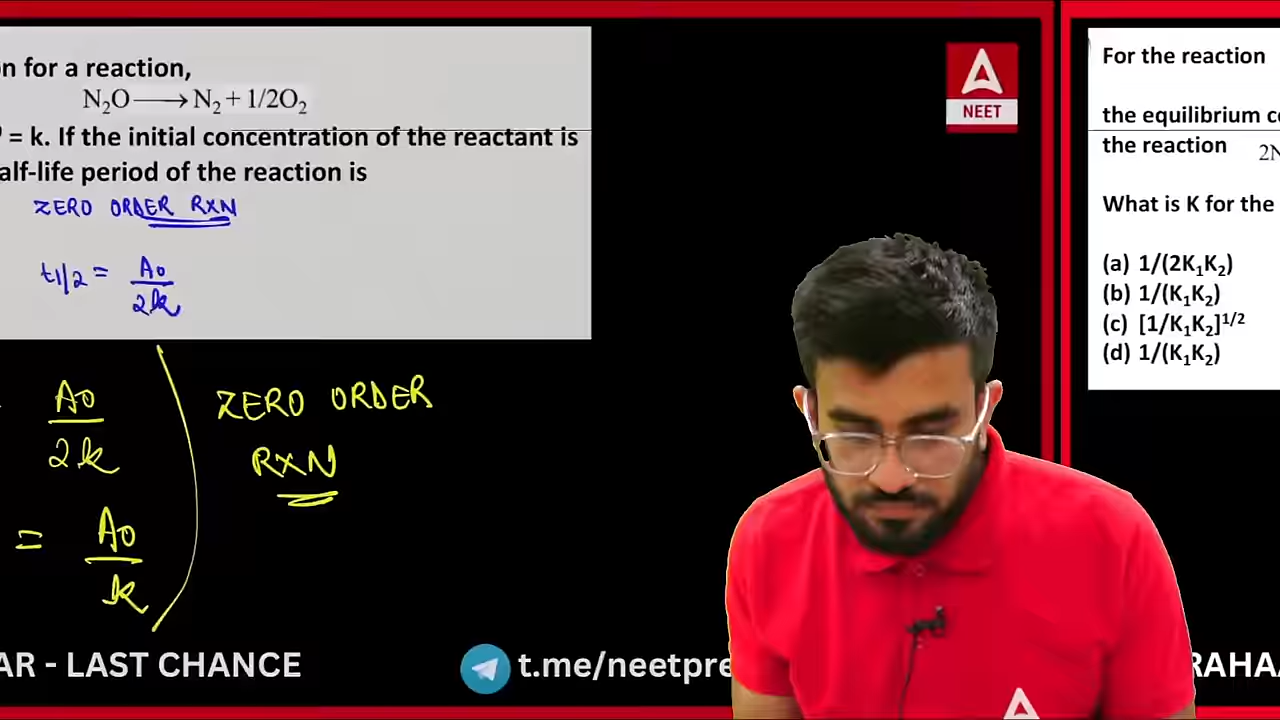 on for a reaction,
N₂O ⟶ N₂ + 1/2O₂
= k. If the initial concentration of the reactant is
alf-life period of the reaction is
ZERO ORDER RXN
t1/2 = A0/2k
A0/2k
= A0/k
ZERO ORDER
RXN
AR - LAST CHANCE
t.me/neetpre
NEET
For the reaction
the equilibrium c
the reaction 2N
What is K for the
(a) 1/(2K₁K₂)
(b) 1/(K₁K₂)
(c) [1/K₁K₂]¹/²
(d) 1/(K₁K₂)
RAHA